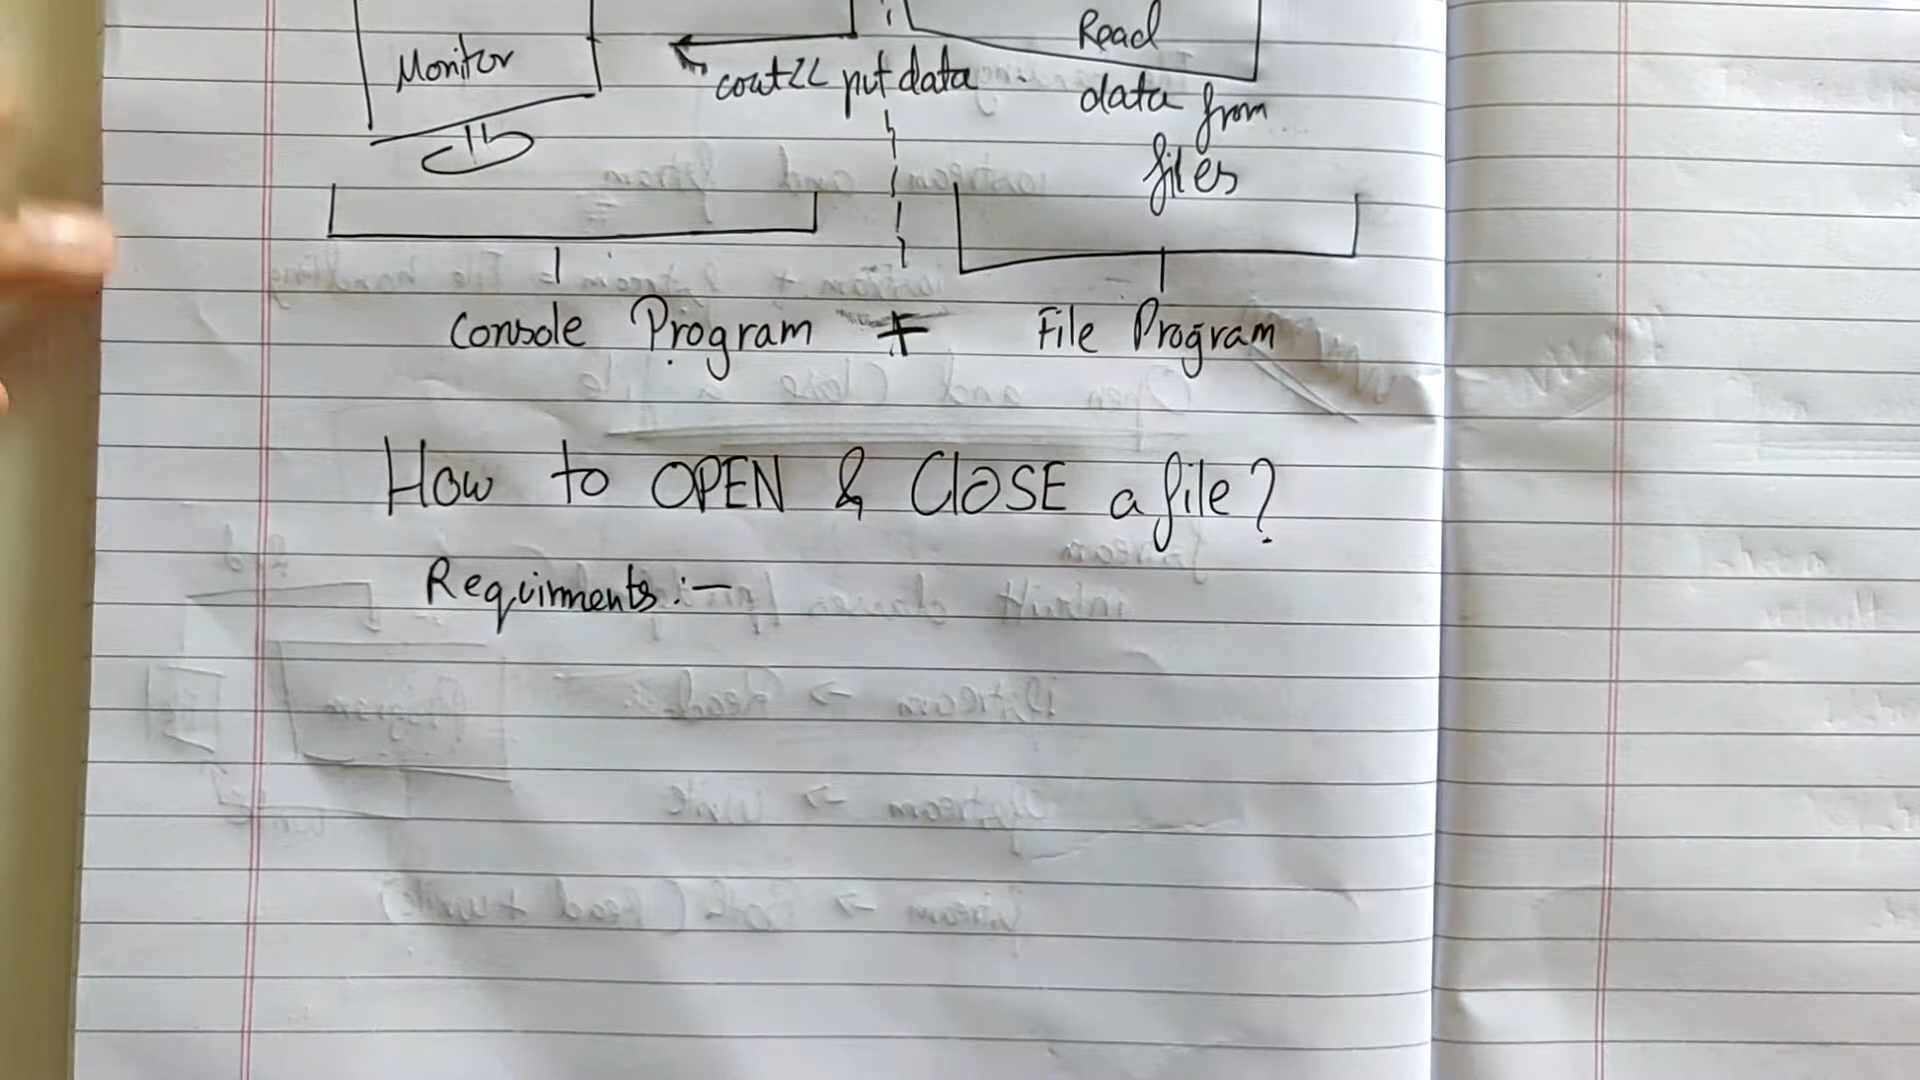 Monitor
cout<< put data
Read
data from
files
Console Program + File Program
How to OPEN & ClOSE a file?
Requirments :-